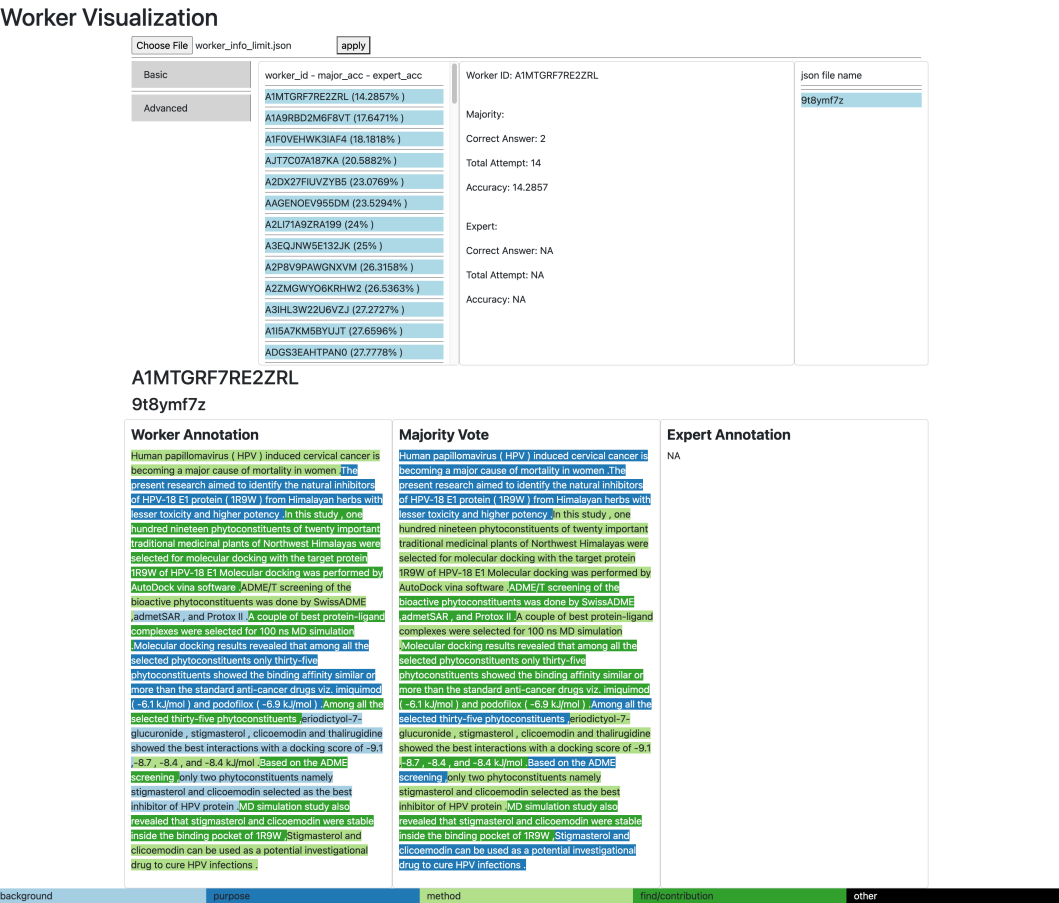 Worker Visualization
Choose File worker_info_limit.json apply
Basic
Advanced
worker_id - major_acc - expert_acc
A1MTGRF7RE2ZRL (14.2857% )
A1A9RBD2M6F8VT (17.6471% )
A1F0VEHWK3IAF4 (18.1818% )
AJT7C07A187KA (20.5882% )
A2DX27FIUVZYB5 (23.0769% )
AAGENOEV955DM (23.5294% )
A2LI71A9ZRA199 (24% )
A3EQJNW5E132JK (25% )
A2P8V9PAWGNXVM (26.3158% )
A2ZMGWYO6KRHW2 (26.5363% )
A3IHL3W22U6VZJ (27.2727% )
A1I5A7KM5BYUJT (27.6596% )
ADGS3EAHTPAN0 (27.7778% )
Worker ID: A1MTGRF7RE2ZRL
Majority:
Correct Answer: 2
Total Attempt: 14
Accuracy: 14.2857
Expert:
Correct Answer: NA
Total Attempt: NA
Accuracy: NA
json file name
9t8ymf7z
A1MTGRF7RE2ZRL
9t8ymf7z
Worker Annotation
Human papillomavirus ( HPV ) induced cervical cancer is
becoming a major cause of mortality in women .The
present research aimed to identify the natural inhibitors
of HPV-18 E1 protein ( 1R9W ) from Himalayan herbs with
lesser toxicity and higher potency .In this study , one
hundred nineteen phytoconstituents of twenty important
traditional medicinal plants of Northwest Himalayas were
selected for molecular docking with the target protein
1R9W of HPV-18 E1 Molecular docking was performed by
AutoDock vina software .ADME/T screening of the
bioactive phytoconstituents was done by SwissADME
,admetSAR , and Protox II .A couple of best protein-ligand
complexes were selected for 100 ns MD simulation
.Molecular docking results revealed that among all the
selected phytoconstituents only thirty-five
phytoconstituents showed the binding affinity similar or
more than the standard anti-cancer drugs viz. imiquimod
( -6.1 kJ/mol ) and podofilox ( -6.9 kJ/mol ) .Among all the
selected thirty-five phytoconstituents ,eriodictyol-7-
glucuronide , stigmasterol , clicoemodin and thalirugidine
showed the best interactions with a docking score of -9.1
,-8.7 , -8.4 , and -8.4 kJ/mol .Based on the ADME
screening ,only two phytoconstituents namely
stigmasterol and clicoemodin selected as the best
inhibitor of HPV protein .MD simulation study also
revealed that stigmasterol and clicoemodin were stable
inside the binding pocket of 1R9W ,Stigmasterol and
clicoemodin can be used as a potential investigational
drug to cure HPV infections .
Majority Vote
Human papillomavirus ( HPV ) induced cervical cancer is
becoming a major cause of mortality in women .The
present research aimed to identify the natural inhibitors
of HPV-18 E1 protein ( 1R9W ) from Himalayan herbs with
lesser toxicity and higher potency .In this study , one
hundred nineteen phytoconstituents of twenty important
traditional medicinal plants of Northwest Himalayas were
selected for molecular docking with the target protein
1R9W of HPV-18 E1 Molecular docking was performed by
AutoDock vina software .ADME/T screening of the
bioactive phytoconstituents was done by SwissADME
,admetSAR , and Protox II .A couple of best protein-ligand
complexes were selected for 100 ns MD simulation
.Molecular docking results revealed that among all the
selected phytoconstituents only thirty-five
phytoconstituents showed the binding affinity similar or
more than the standard anti-cancer drugs viz. imiquimod
( -6.1 kJ/mol ) and podofilox ( -6.9 kJ/mol ) .Among all the
selected thirty-five phytoconstituents ,eriodictyol-7-
glucuronide , stigmasterol , clicoemodin and thalirugidine
showed the best interactions with a docking score of -9.1
,-8.7 , -8.4 , and -8.4 kJ/mol .Based on the ADME
screening ,only two phytoconstituents namely
stigmasterol and clicoemodin selected as the best
inhibitor of HPV protein .MD simulation study also
revealed that stigmasterol and clicoemodin were stable
inside the binding pocket of 1R9W ,Stigmasterol and
clicoemodin can be used as a potential investigational
drug to cure HPV infections .
Expert Annotation
NA
background purpose method find/contribution other